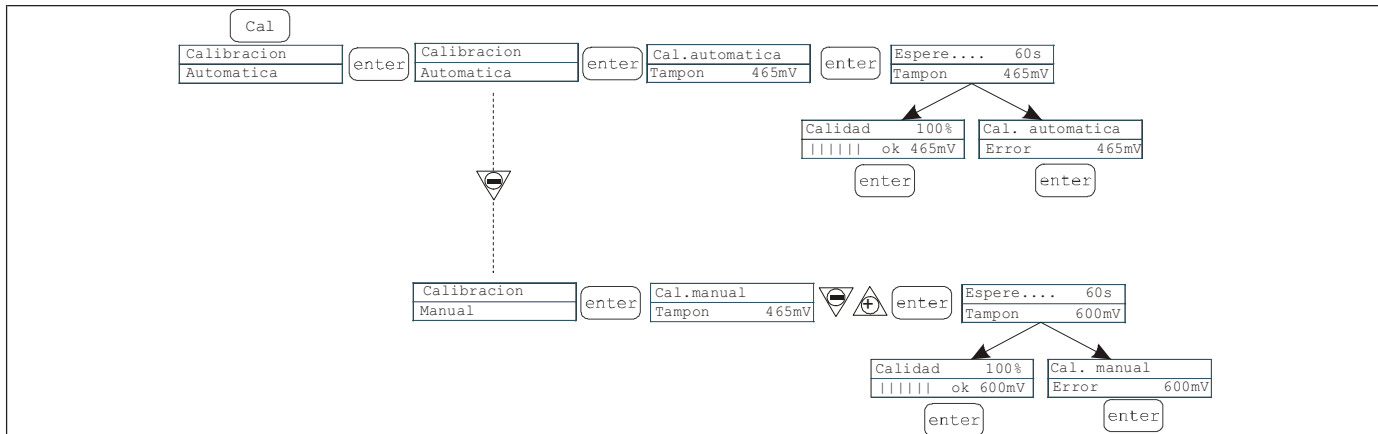 Cal
Calibracion
Automatica
enter
Calibracion
Automatica
enter
Cal.automatica
Tampon 465mV
enter
Espere.... 60s
Tampon 465mV
Calidad 100%
|||||| ok 465mV
enter
Cal. automatica
Error 465mV
enter
Calibracion
Manual
enter
Cal.manual
Tampon 465mV
enter
Espere.... 60s
Tampon 600mV
Calidad 100%
|||||| ok 600mV
enter
Cal. manual
Error 600mV
enter